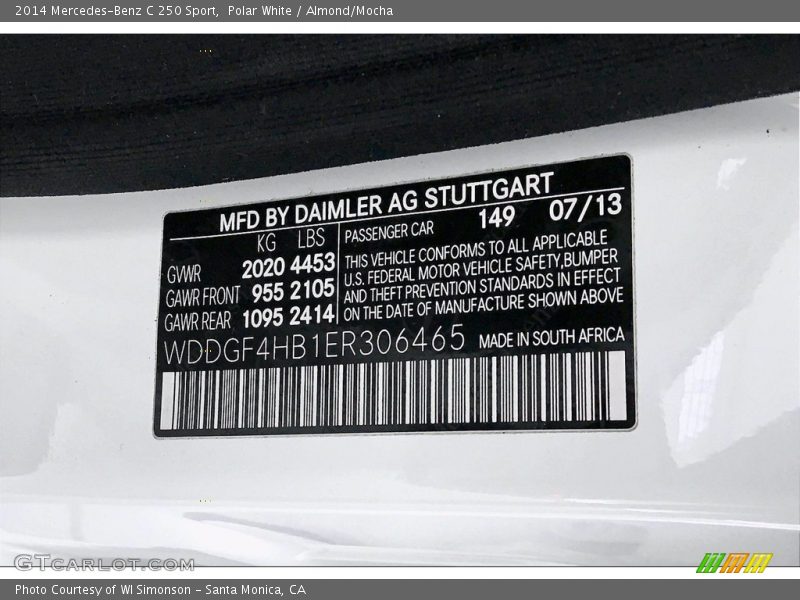 2014 Mercedes-Benz C 250 Sport, Polar White / Almond/Mocha
MFD BY DAIMLER AG STUTTGART
KG LBS
GVWR 2020 4453
GAWR FRONT 955 2105
GAWR REAR 1095 2414
PASSENGER CAR 149 07/13
THIS VEHICLE CONFORMS TO ALL APPLICABLE
U.S. FEDERAL MOTOR VEHICLE SAFETY,BUMPER
AND THEFT PREVENTION STANDARDS IN EFFECT
ON THE DATE OF MANUFACTURE SHOWN ABOVE
WDDGF4HB1ER306465 MADE IN SOUTH AFRICA
GTCARLOT.COM
Photo Courtesy of WI Simonson - Santa Monica, CA